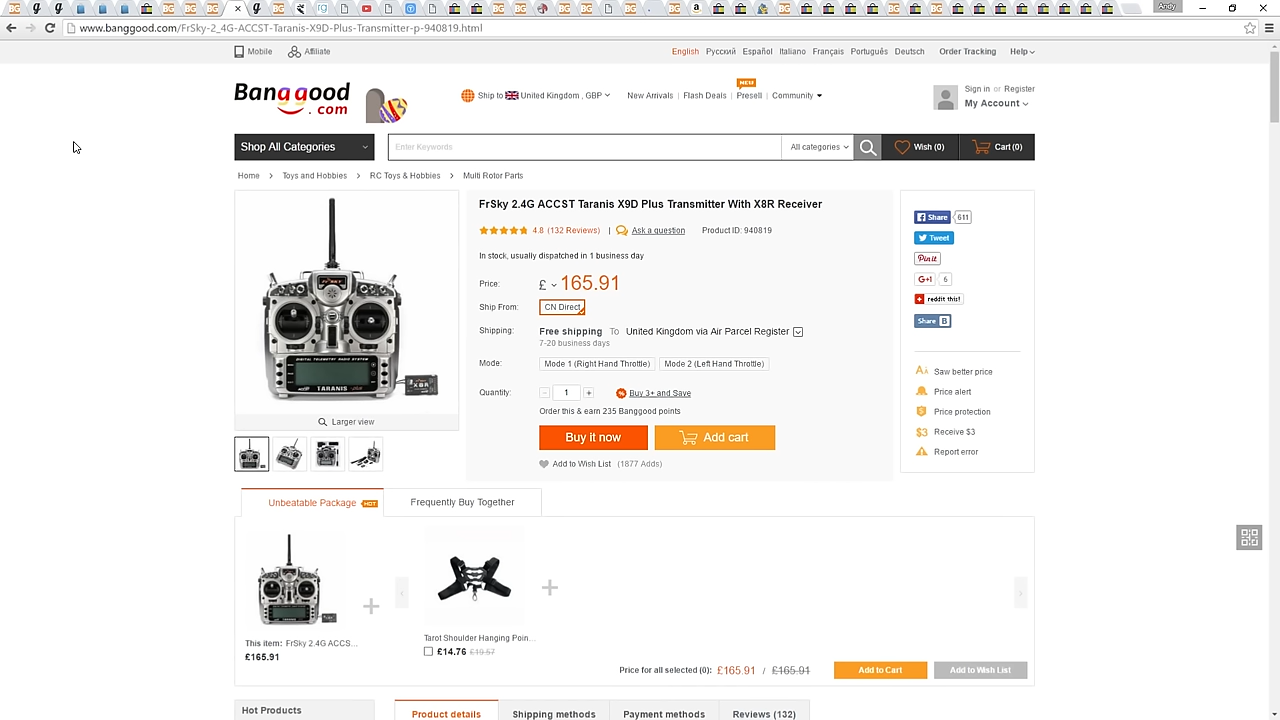 Andy
www.banggood.com/FrSky-2_4G-ACCST-Taranis-X9D-Plus-Transmitter-p-940819.html
Mobile Affiliate English Русский Español Italiano Français Português Deutsch Order Tracking Help
Banggood
.com
Ship to United Kingdom , GBP New Arrivals | Flash Deals | Presell | Community
NEW
Sign in or Register
My Account
Shop All Categories Enter Keywords All categories Wish (0) Cart (0)
Home > Toys and Hobbies > RC Toys & Hobbies > Multi Rotor Parts
FrSky 2.4G ACCST Taranis X9D Plus Transmitter With X8R Receiver
4.8 (132 Reviews) | Ask a question Product ID: 940819
In stock, usually dispatched in 1 business day
Price: £ 165.91
Ship From: CN Direct
Shipping: Free shipping To United Kingdom via Air Parcel Register
7-20 business days
Mode: Mode 1 (Right Hand Throttle) Mode 2 (Left Hand Throttle)
Quantity: - 1 + Buy 3+ and Save
Order this & earn 235 Banggood points
Buy it now Add cart
Add to Wish List (1877 Adds)
DIGITAL TELEMETRY RADIO SYSTEM
TARANIS
X8R
Larger view
Share 611
Tweet
Pin it
G+1 6
reddit this!
Share B
Saw better price
Price alert
Price protection
$3 Receive $3
Report error
Unbeatable Package HOT Frequently Buy Together
This item: FrSky 2.4G ACCS...
£165.91
Tarot Shoulder Hanging Poin...
£14.76 £19.57
Price for all selected (0): £165.91 / £165.91 Add to Cart Add to Wish List
Hot Products
Product details Shipping methods Payment methods Reviews (132)